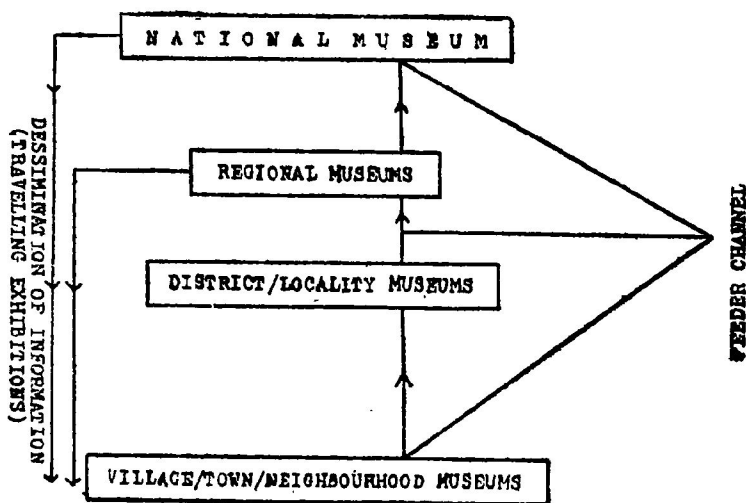 NATIONAL MUSEUM
REGIONAL MUSEUMS
DISTRICT/LOCALITY MUSEUMS
VILLAGE/TOWN/NEIGHBOURHOOD MUSEUMS
DESSIMINATION OF INFORMATION
(TRAVELLING EXHIBITIONS)
FEEDER CHANNEL